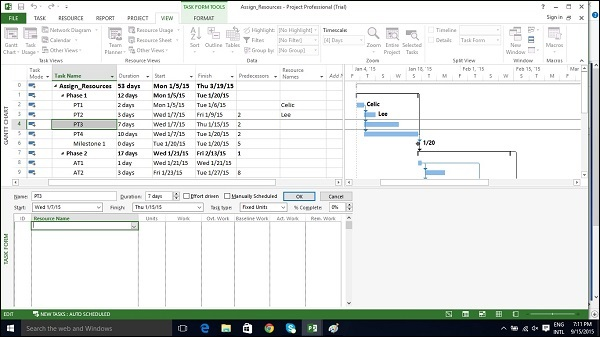 TASK FORM TOOLS
Assign_Resources - Project Professional (Trial)
FILE TASK RESOURCE REPORT PROJECT VIEW FORMAT Sign in
Gantt Chart Task Usage Network Diagram Calendar Other Views Team Planner Resource Usage Resource Sheet Other Views Sort Outline Tables [No Highlight] [No Filter] [No Group] Timescale: Zoom Entire Project Selected Tasks Timeline Details Task Form New Window Macros
Highlight: Filter: Group by:
Task Views Resource Views Data Zoom Split View Window Macros
Task Mode Task Name Duration Start Finish Predecessors Resource Names Add
Jan 4, '15 Jan 18, '15 Feb 1, '15 Feb 15, '15 Mar
0 Assign_Resources 53 days Mon 1/5/15 Thu 3/19/15
1 Phase 1 12 days Mon 1/5/15 Tue 1/20/15
2 PT1 2 days Mon 1/5/15 Tue 1/6/15 Celic
3 PT2 3 days Wed 1/7/15 Fri 1/9/15 2 Lee
4 PT3 7 days Wed 1/7/15 Thu 1/15/15 2
5 PT4 10 days Wed 1/7/15 Tue 1/20/15 2
6 Milestone 1 0 days Tue 1/20/15 Tue 1/20/15 5
7 Phase 2 17 days Wed 1/21/15 Fri 2/13/15 1
8 AT1 1 day Wed 1/21/15 Wed 1/21/15
9 AT2 3 days Fri 1/23/15 Tue 1/27/15 8
Celic
Lee
1/20
GANTT CHART
Name: PT3 Duration: 7 days Effort driven Manually Scheduled OK Cancel
Start: Wed 1/7/15 Finish: Thu 1/15/15 Task type: Fixed Units % Complete: 0%
ID Resource Name Units Work Ovt. Work Baseline Work Act. Work Rem. Work
TASK FORM
EDIT NEW TASKS : AUTO SCHEDULED
Search the web and Windows
ENG 7:11 PM
INTL 9/15/2015